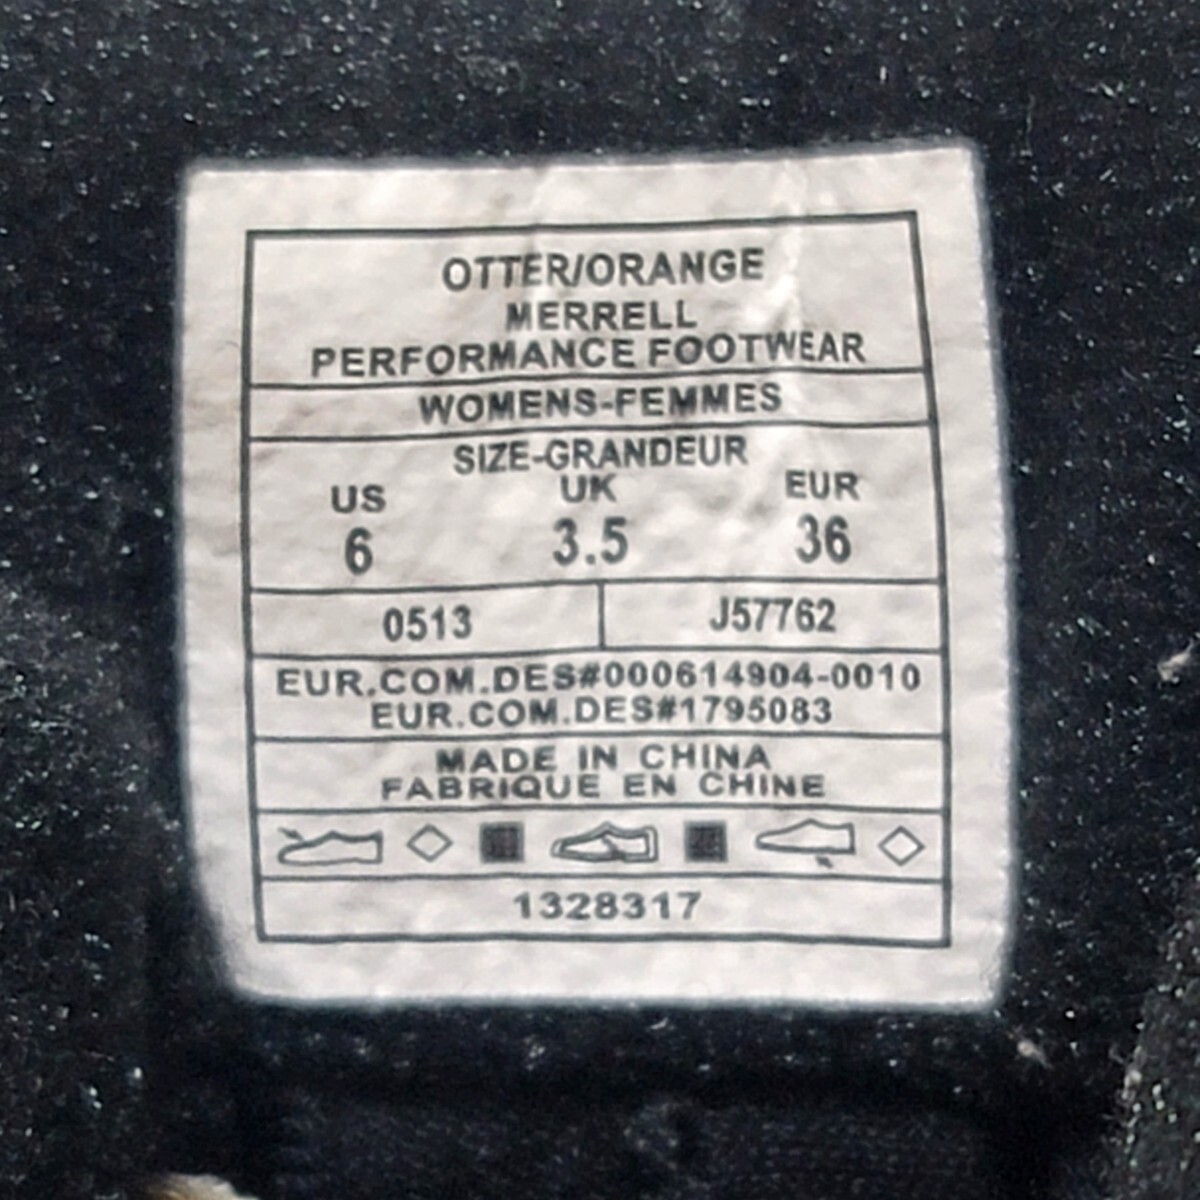 OTTER/ORANGE
MERRELL
PERFORMANCE FOOTWEAR
WOMENS-FEMMES
SIZE-GRANDEUR
US UK EUR
6 3.5 36
0513 J57762
EUR.COM.DES#000614904-0010
EUR.COM.DES#1795083
MADE IN CHINA
FABRIQUE EN CHINE
1328317